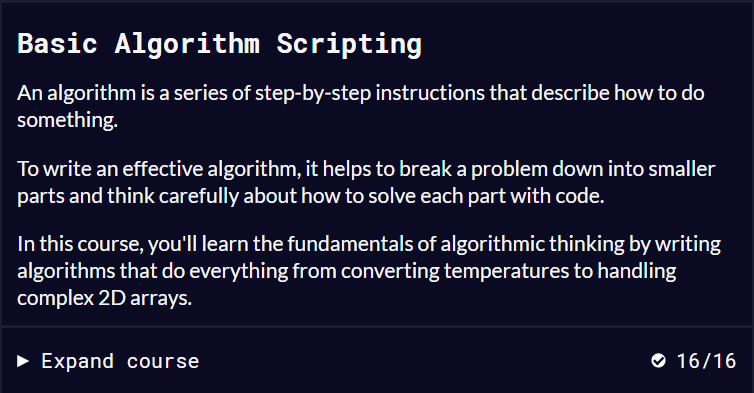 Basic Algorithm Scripting
An algorithm is a series of step-by-step instructions that describe how to do
something.
To write an effective algorithm, it helps to break a problem down into smaller
parts and think carefully about how to solve each part with code.
In this course, you'll learn the fundamentals of algorithmic thinking by writing
algorithms that do everything from converting temperatures to handling
complex 2D arrays.
Expand course 16/16